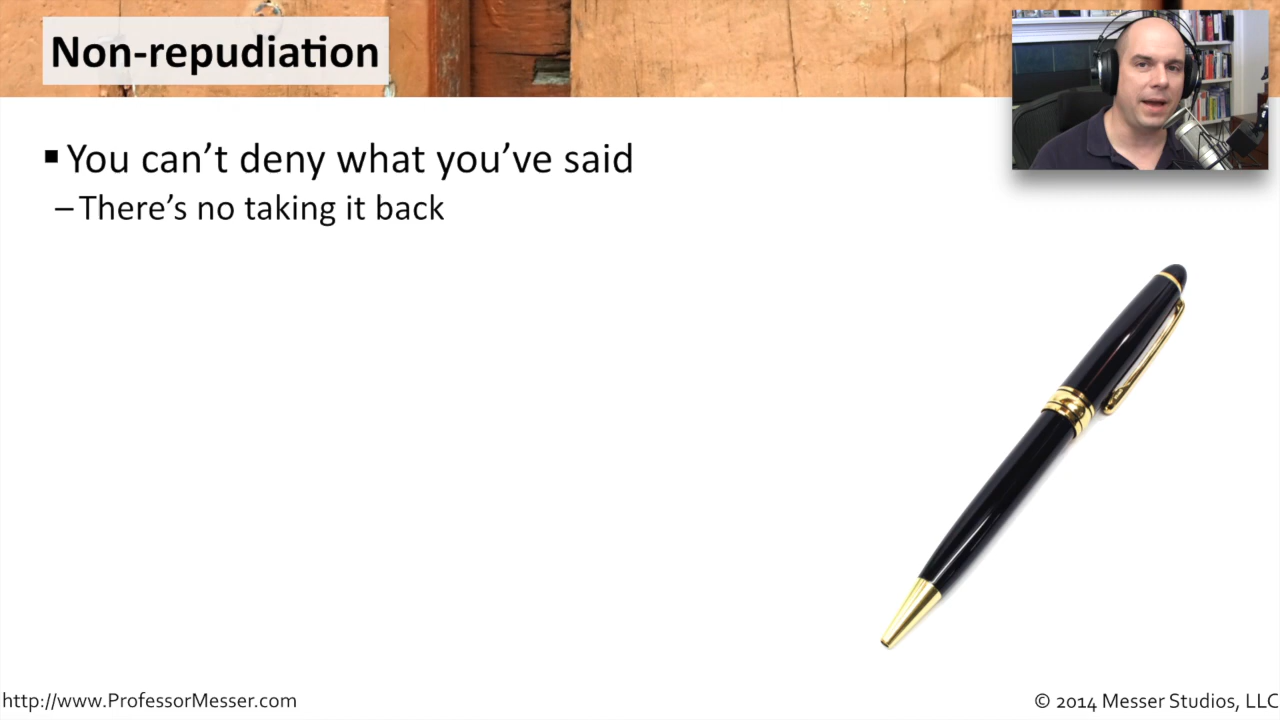 Non-repudiation
▪ You can't deny what you've said
– There's no taking it back
http://www.ProfessorMesser.com
© 2014 Messer Studios, LLC